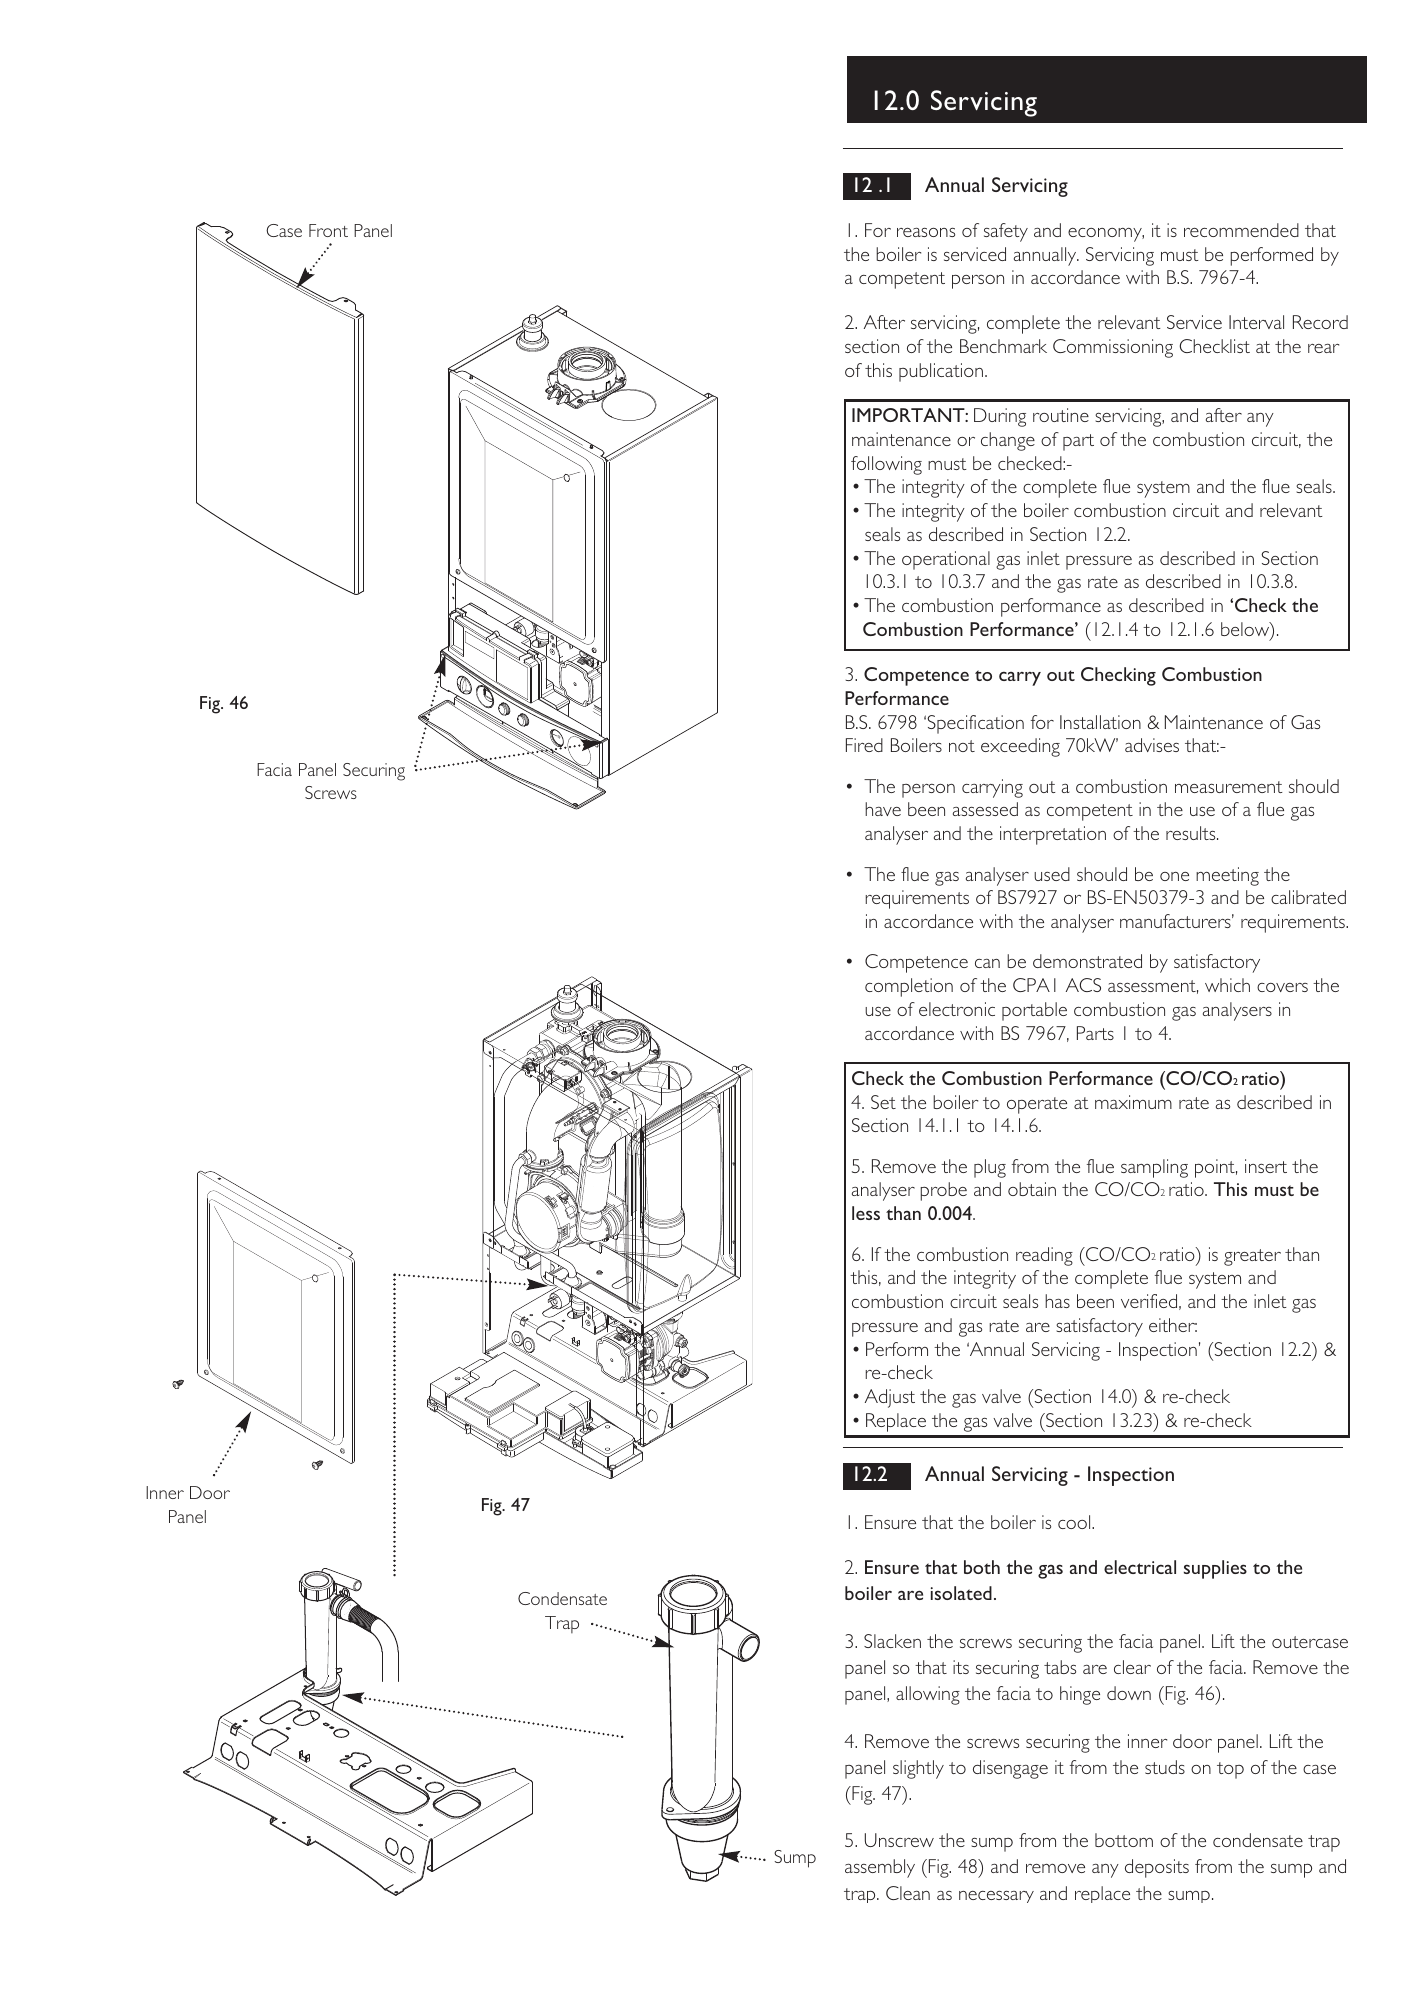 12.0 Servicing
12 .1 Annual Servicing
1. For reasons of safety and economy, it is recommended that
the boiler is serviced annually. Servicing must be performed by
a competent person in accordance with B.S. 7967-4.
2. After servicing, complete the relevant Service Interval Record
section of the Benchmark Commissioning Checklist at the rear
of this publication.
IMPORTANT: During routine servicing, and after any
maintenance or change of part of the combustion circuit, the
following must be checked:-
• The integrity of the complete flue system and the flue seals.
• The integrity of the boiler combustion circuit and relevant
seals as described in Section 12.2.
• The operational gas inlet pressure as described in Section
10.3.1 to 10.3.7 and the gas rate as described in 10.3.8.
• The combustion performance as described in ‘Check the
Combustion Performance’ (12.1.4 to 12.1.6 below).
3. Competence to carry out Checking Combustion
Performance
B.S. 6798 ‘Specification for Installation & Maintenance of Gas
Fired Boilers not exceeding 70kW’ advises that:-
• The person carrying out a combustion measurement should
have been assessed as competent in the use of a flue gas
analyser and the interpretation of the results.
• The flue gas analyser used should be one meeting the
requirements of BS7927 or BS-EN50379-3 and be calibrated
in accordance with the analyser manufacturers’ requirements.
• Competence can be demonstrated by satisfactory
completion of the CPA1 ACS assessment, which covers the
use of electronic portable combustion gas analysers in
accordance with BS 7967, Parts 1 to 4.
Check the Combustion Performance (CO/CO₂ ratio)
4. Set the boiler to operate at maximum rate as described in
Section 14.1.1 to 14.1.6.
5. Remove the plug from the flue sampling point, insert the
analyser probe and obtain the CO/CO₂ ratio. This must be
less than 0.004.
6. If the combustion reading (CO/CO₂ ratio) is greater than
this, and the integrity of the complete flue system and
combustion circuit seals has been verified, and the inlet gas
pressure and gas rate are satisfactory either:
• Perform the ‘Annual Servicing - Inspection’ (Section 12.2) &
re-check
• Adjust the gas valve (Section 14.0) & re-check
• Replace the gas valve (Section 13.23) & re-check
12.2 Annual Servicing - Inspection
1. Ensure that the boiler is cool.
2. Ensure that both the gas and electrical supplies to the
boiler are isolated.
3. Slacken the screws securing the facia panel. Lift the outercase
panel so that its securing tabs are clear of the facia. Remove the
panel, allowing the facia to hinge down (Fig. 46).
4. Remove the screws securing the inner door panel. Lift the
panel slightly to disengage it from the studs on top of the case
(Fig. 47).
5. Unscrew the sump from the bottom of the condensate trap
assembly (Fig. 48) and remove any deposits from the sump and
trap. Clean as necessary and replace the sump.
Case Front Panel
Fig. 46
Facia Panel Securing
Screws
Inner Door
Panel
Fig. 47
Condensate
Trap
Sump